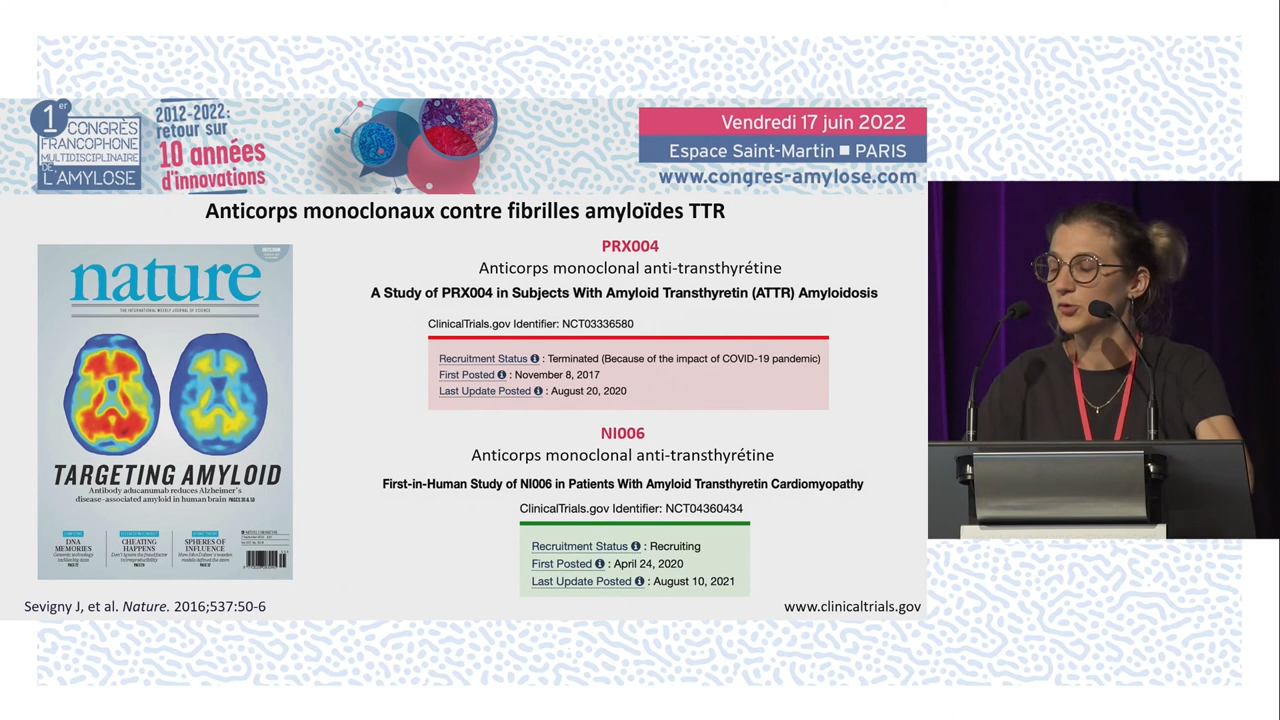 1er
CONGRÈS
FRANCOPHONE
MULTIDISCIPLINAIRE
DE
L'AMYLOSE
2012-2022:
retour sur
10 années
d'innovations
Vendredi 17 juin 2022
Espace Saint-Martin ■ PARIS
www.congres-amylose.com
Anticorps monoclonaux contre fibrilles amyloïdes TTR
nature
THE INTERNATIONAL WEEKLY JOURNAL OF SCIENCE
TARGETING AMYLOID
Antibody aducanumab reduces Alzheimer's
disease-associated amyloid in human brain
DNA
MEMORIES
CHEATING
HAPPENS
SPHERES OF
INFLUENCE
Sevigny J, et al. Nature. 2016;537:50-6
PRX004
Anticorps monoclonal anti-transthyrétine
A Study of PRX004 in Subjects With Amyloid Transthyretin (ATTR) Amyloidosis
ClinicalTrials.gov Identifier: NCT03336580
Recruitment Status : Terminated (Because of the impact of COVID-19 pandemic)
First Posted : November 8, 2017
Last Update Posted : August 20, 2020
NI006
Anticorps monoclonal anti-transthyrétine
First-in-Human Study of NI006 in Patients With Amyloid Transthyretin Cardiomyopathy
ClinicalTrials.gov Identifier: NCT04360434
Recruitment Status : Recruiting
First Posted : April 24, 2020
Last Update Posted : August 10, 2021
www.clinicaltrials.gov